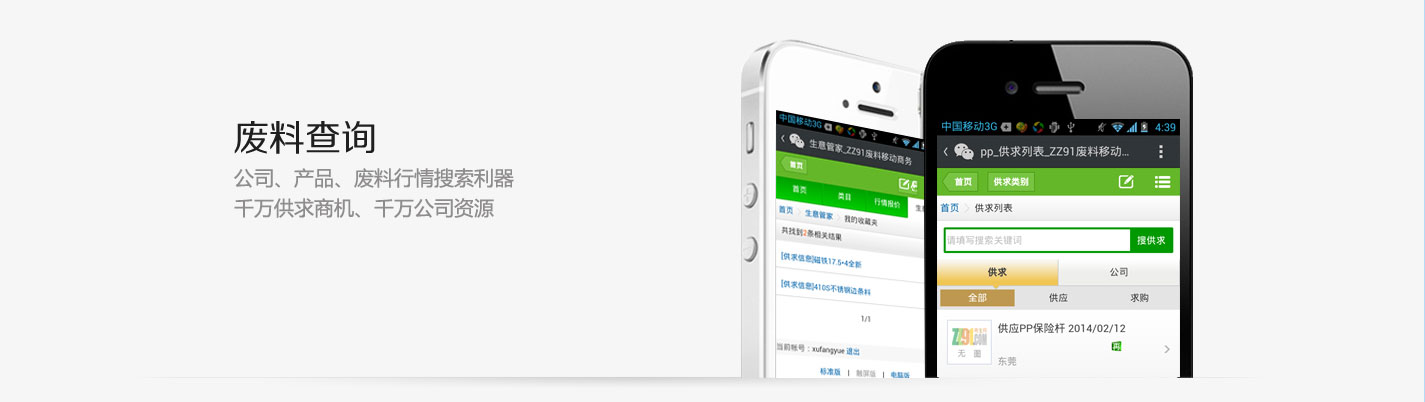 废料查询
公司、产品、废料行情搜索利器
千万供求商机、千万公司资源
中国移动3G
生意管家_ZZ91废料移动商务
首页
首页 类目 行情报价
首页 生意管家 我的收藏夹
共找到2条相关结果
[供求信息]磁铁17.5*4全新
[供求信息]410S不锈钢边条料
1/1
当前帐号：xufangyue 退出
标准版 | 触屏版 | 电脑版
中国移动3G 4:39
pp_供求列表_ZZ91废料移动...
首页 供求类别
首页 供求列表
请填写搜索关键词 搜供求
供求 公司
全部 供应 求购
供应PP保险杆 2014/02/12
无图
东莞